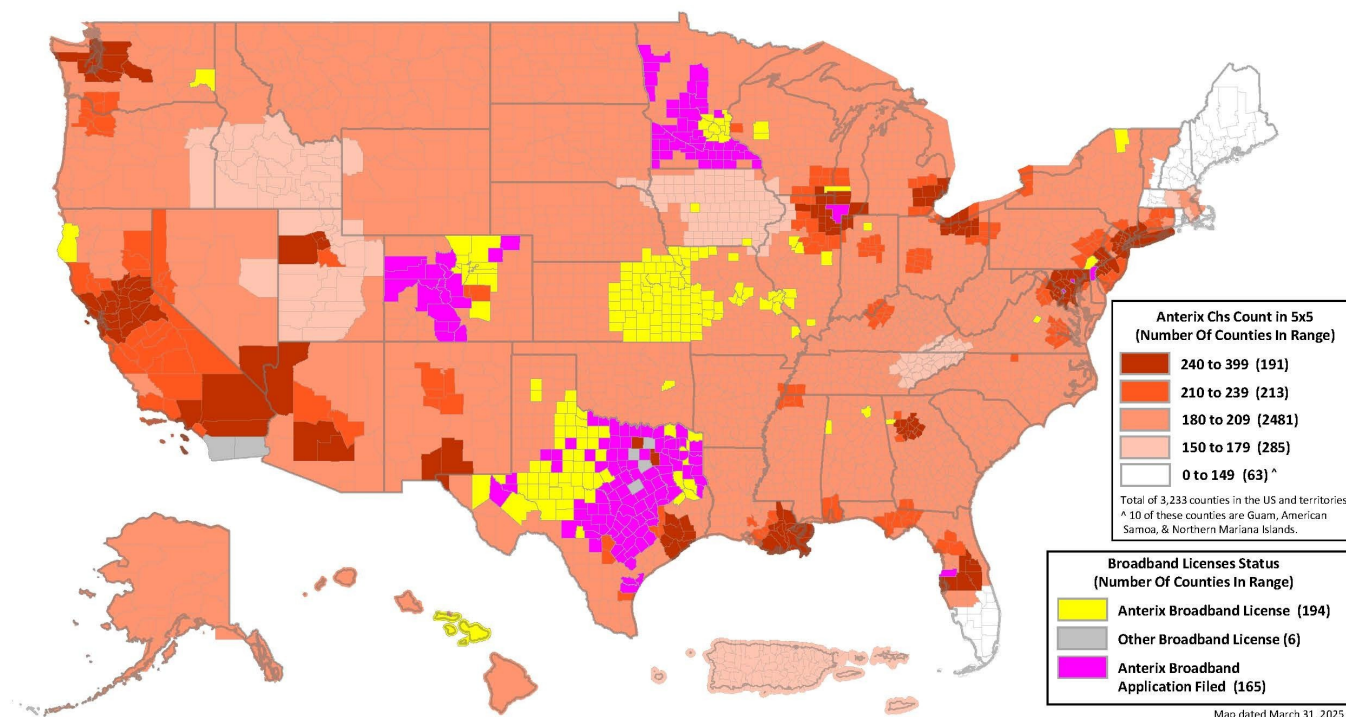 Anterix Chs Count in 5x5
(Number Of Counties in Range)
240 to 399 (191)
210 to 239 (213)
180 to 209 (2481)
150 to 179 (285)
0 to 149 (63) ^
Total of 3,233 counties in the US and territories
^ 10 of these counties are Guam, American
Samoa, & Northern Mariana Islands.
Broadband Licenses Status
(Number Of Counties In Range)
Anterix Broadband License (194)
Other Broadband License (6)
Anterix Broadband
Application Filed (165)
Map dated March 31, 2025